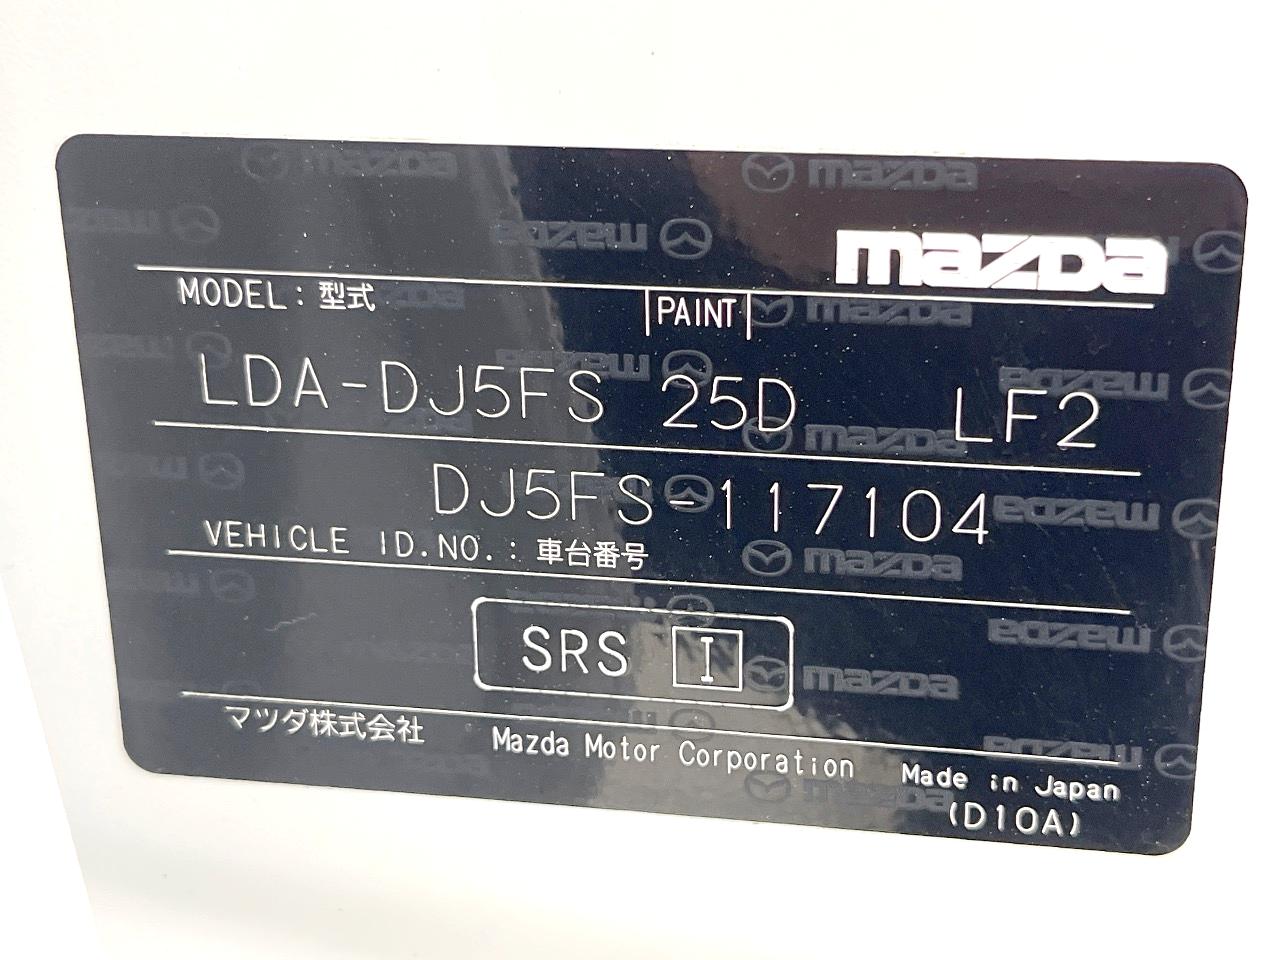 mazda
MODEL : 型式 PAINT
LDA-DJ5FS 25D LF2
DJ5FS-117104
VEHICLE ID.NO. : 車台番号
SRS I
マツダ株式会社 Mazda Motor Corporation Made in Japan
(D10A)